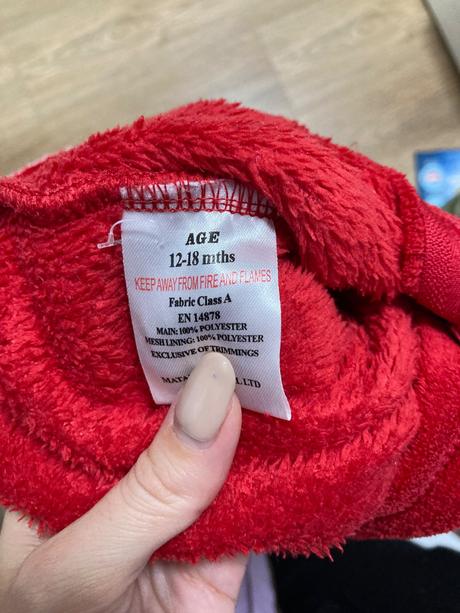 AGE
12-18 mths
KEEP AWAY FROM FIRE AND FLAMES
Fabric Class A
EN 14878
MAIN: 100% POLYESTER
MESH LINING: 100% POLYESTER
EXCLUSIVE OF TRIMMINGS
LTD